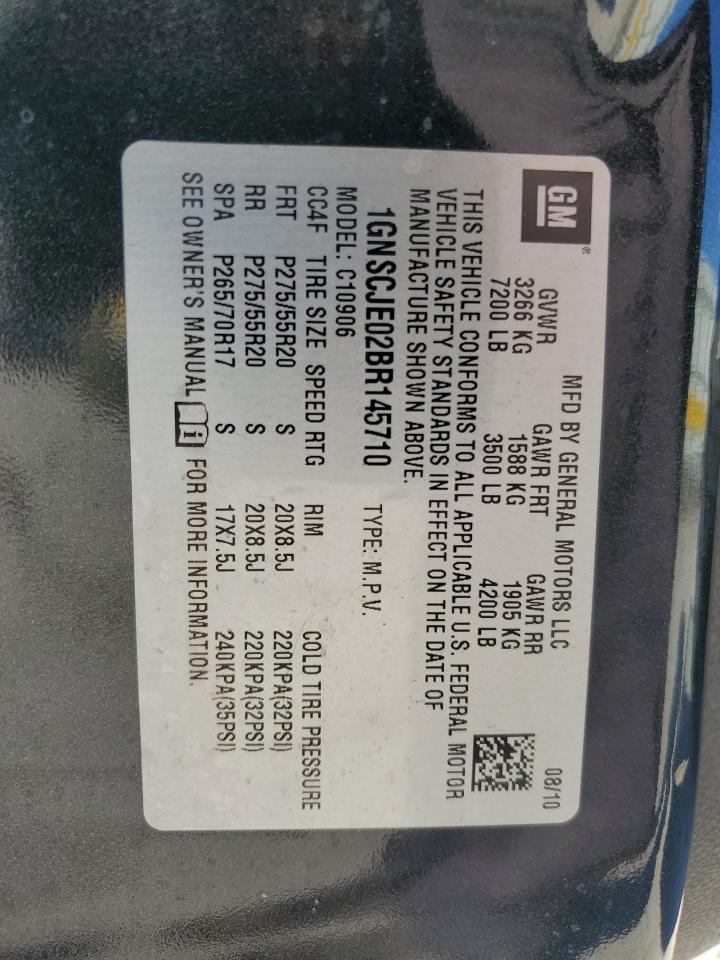 GM®
MFD BY GENERAL MOTORS LLC 08/10
GVWR GAWR FRT GAWR RR
3266 KG 1588 KG 1905 KG
7200 LB 3500 LB 4200 LB
THIS VEHICLE CONFORMS TO ALL APPLICABLE U.S. FEDERAL MOTOR
VEHICLE SAFETY STANDARDS IN EFFECT ON THE DATE OF
MANUFACTURE SHOWN ABOVE.
1GNSCJE02BR145710 TYPE: M.P.V.
MODEL: C10906
CC4F TIRE SIZE SPEED RTG RIM COLD TIRE PRESSURE
FRT P275/55R20 S 20X8.5J 220KPA(32PSI)
RR P275/55R20 S 20X8.5J 220KPA(32PSI)
SPA P265/70R17 S 17X7.5J 240KPA(35PSI)
SEE OWNER'S MANUAL i FOR MORE INFORMATION.